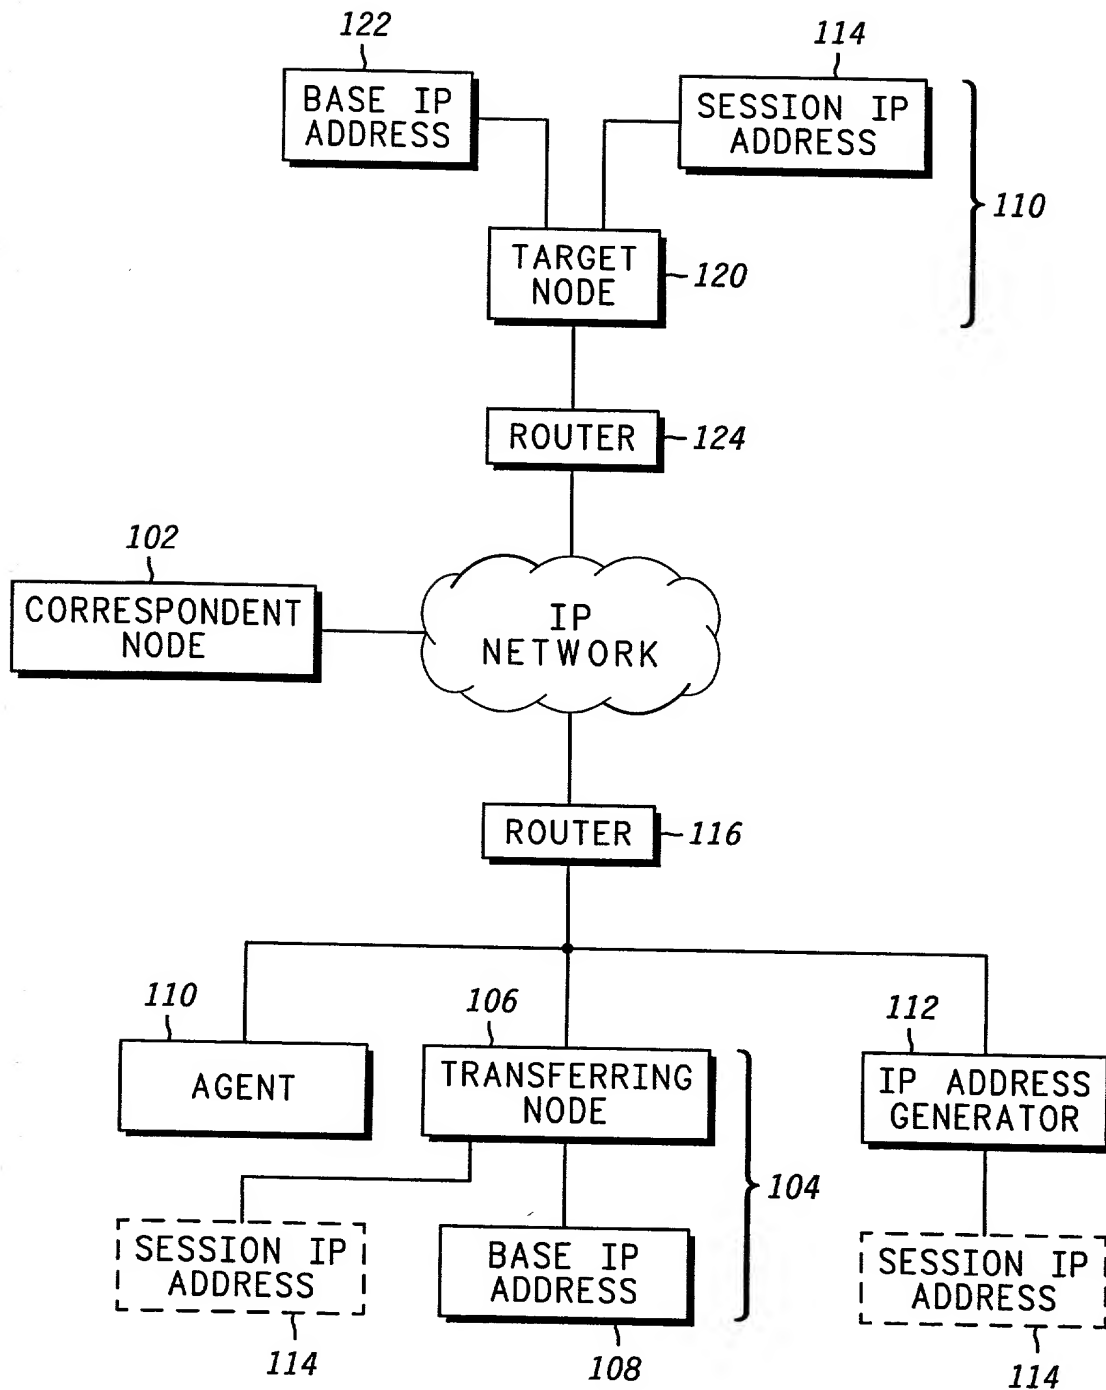 122
114
BASE IP
ADDRESS
SESSION IP
ADDRESS
110
TARGET
NODE
120
ROUTER
124
102
CORRESPONDENT
NODE
IP
NETWORK
ROUTER
116
110
106
112
AGENT
TRANSFERRING
NODE
IP ADDRESS
GENERATOR
104
SESSION IP
ADDRESS
BASE IP
ADDRESS
SESSION IP
ADDRESS
114
108
114